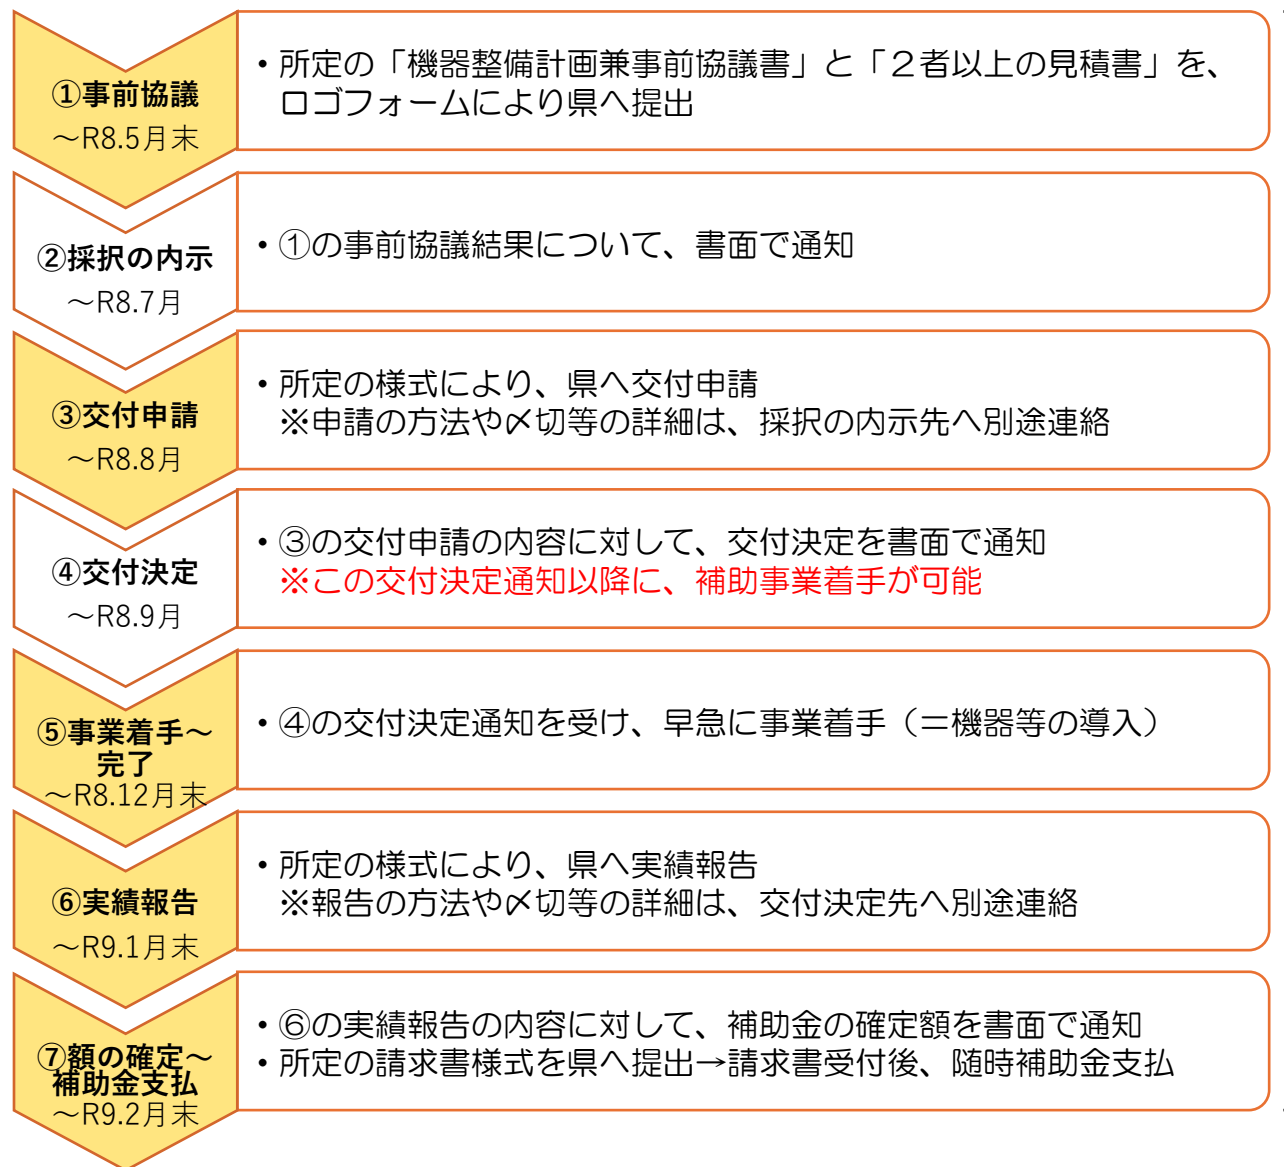 ①事前協議
～R8.5月末
・所定の「機器整備計画兼事前協議書」と「２者以上の見積書」を、
ロゴフォームにより県へ提出
②採択の内示
～R8.7月
・①の事前協議結果について、書面で通知
③交付申請
～R8.8月
・所定の様式により、県へ交付申請
※申請の方法や〆切等の詳細は、採択の内示先へ別途連絡
④交付決定
～R8.9月
・③の交付申請の内容に対して、交付決定を書面で通知
※この交付決定通知以降に、補助事業着手が可能
⑤事業着手～
完了
～R8.12月末
・④の交付決定通知を受け、早急に事業着手（＝機器等の導入）
⑥実績報告
～R9.1月末
・所定の様式により、県へ実績報告
※報告の方法や〆切等の詳細は、交付決定先へ別途連絡
⑦額の確定～
補助金支払
～R9.2月末
・⑥の実績報告の内容に対して、補助金の確定額を書面で通知
・所定の請求書様式を県へ提出→請求書受付後、随時補助金支払